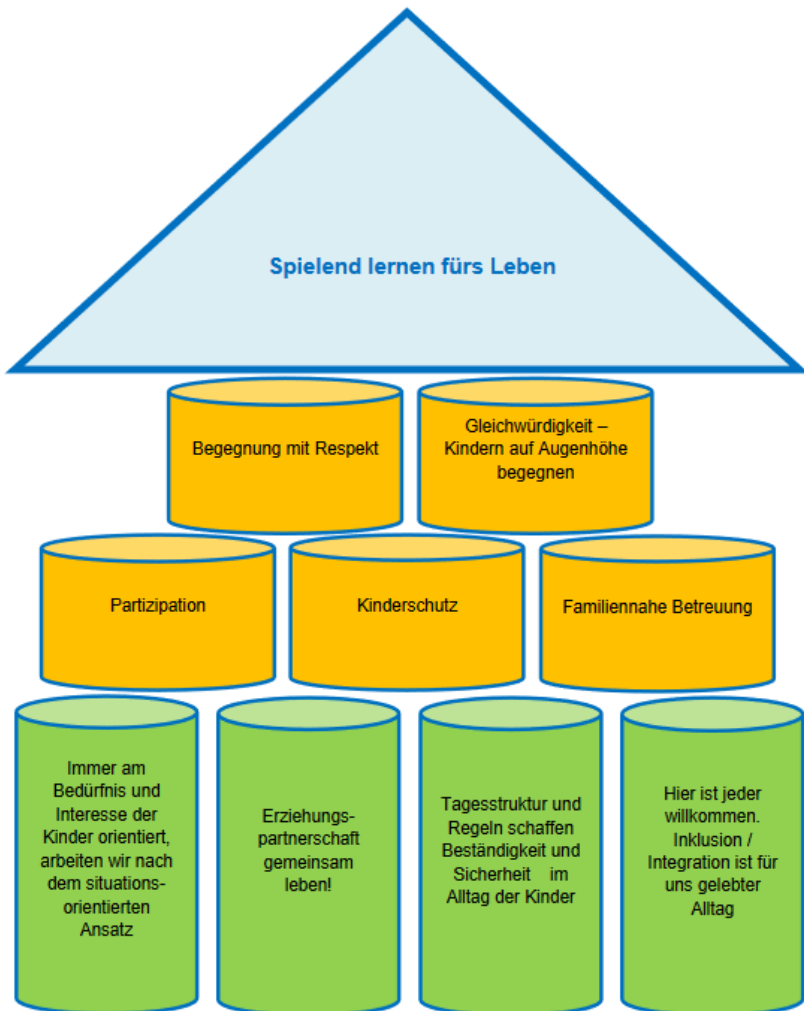 Spielend lernen fürs Leben
Begegnung mit Respekt
Gleichwürdigkeit –
Kindern auf Augenhöhe
begegnen
Partizipation
Kinderschutz
Familiennahe Betreuung
Immer am
Bedürfnis und
Interesse der
Kinder orientiert,
arbeiten wir nach
dem situations-
orientierten
Ansatz
Erziehungs-
partnerschaft
gemeinsam
leben!
Tagesstruktur und
Regeln schaffen
Beständigkeit und
Sicherheit im
Alltag der Kinder
Hier ist jeder
willkommen.
Inklusion /
Integration ist für
uns gelebter
Alltag